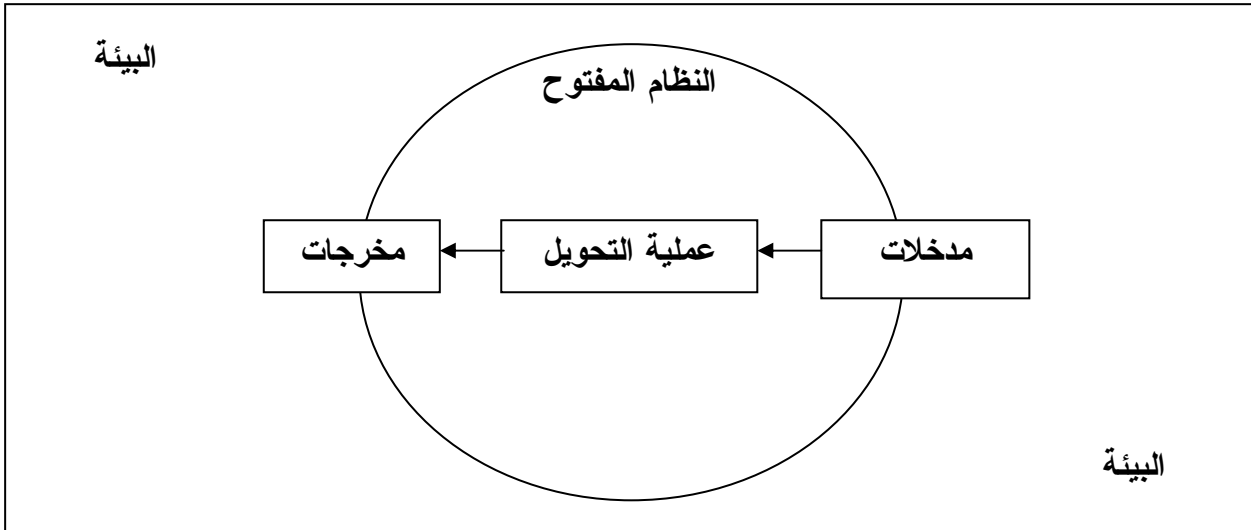 البيئة
النظام المفتوح
مدخلات
عملية التحويل
مخرجات
البيئة